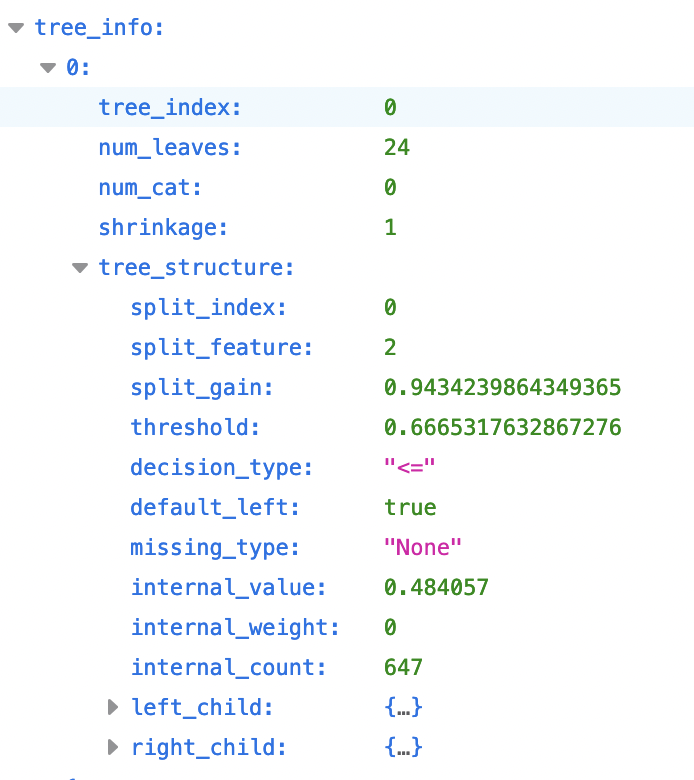 tree_info:
0:
tree_index: 0
num_leaves: 24
num_cat: 0
shrinkage: 1
tree_structure:
split_index: 0
split_feature: 2
split_gain: 0.9434239864349365
threshold: 0.6665317632867276
decision_type: "<="
default_left: true
missing_type: "None"
internal_value: 0.484057
internal_weight: 0
internal_count: 647
left_child: {…}
right_child: {…}